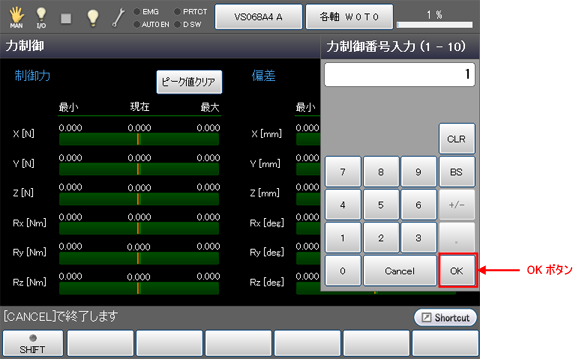 MAN I/O AUTO EMG PRTCT AUTO EN D SW VS068A4 A 各軸 W 0 T 0 1 %
力制御
力制御番号入力 (1 - 10)
制御力
ピーク値クリア
偏差
1
最小 現在 最大 最小
X [N] 0.000 0.000 0.000 X [mm] 0.000
CLR
Y [N] 0.000 0.000 0.000 Y [mm] 0.000
7 8 9 BS
Z [N] 0.000 0.000 0.000 Z [mm] 0.000
4 5 6 +/-
Rx [Nm] 0.000 0.000 0.000 Rx [deg] 0.000
1 2 3 .
Ry [Nm] 0.000 0.000 0.000 Ry [deg] 0.000
0 Cancel OK
OK ボタン
Rz [Nm] 0.000 0.000 0.000 Rz [deg] 0.000
[CANCEL]で終了します
Shortcut
SHIFT